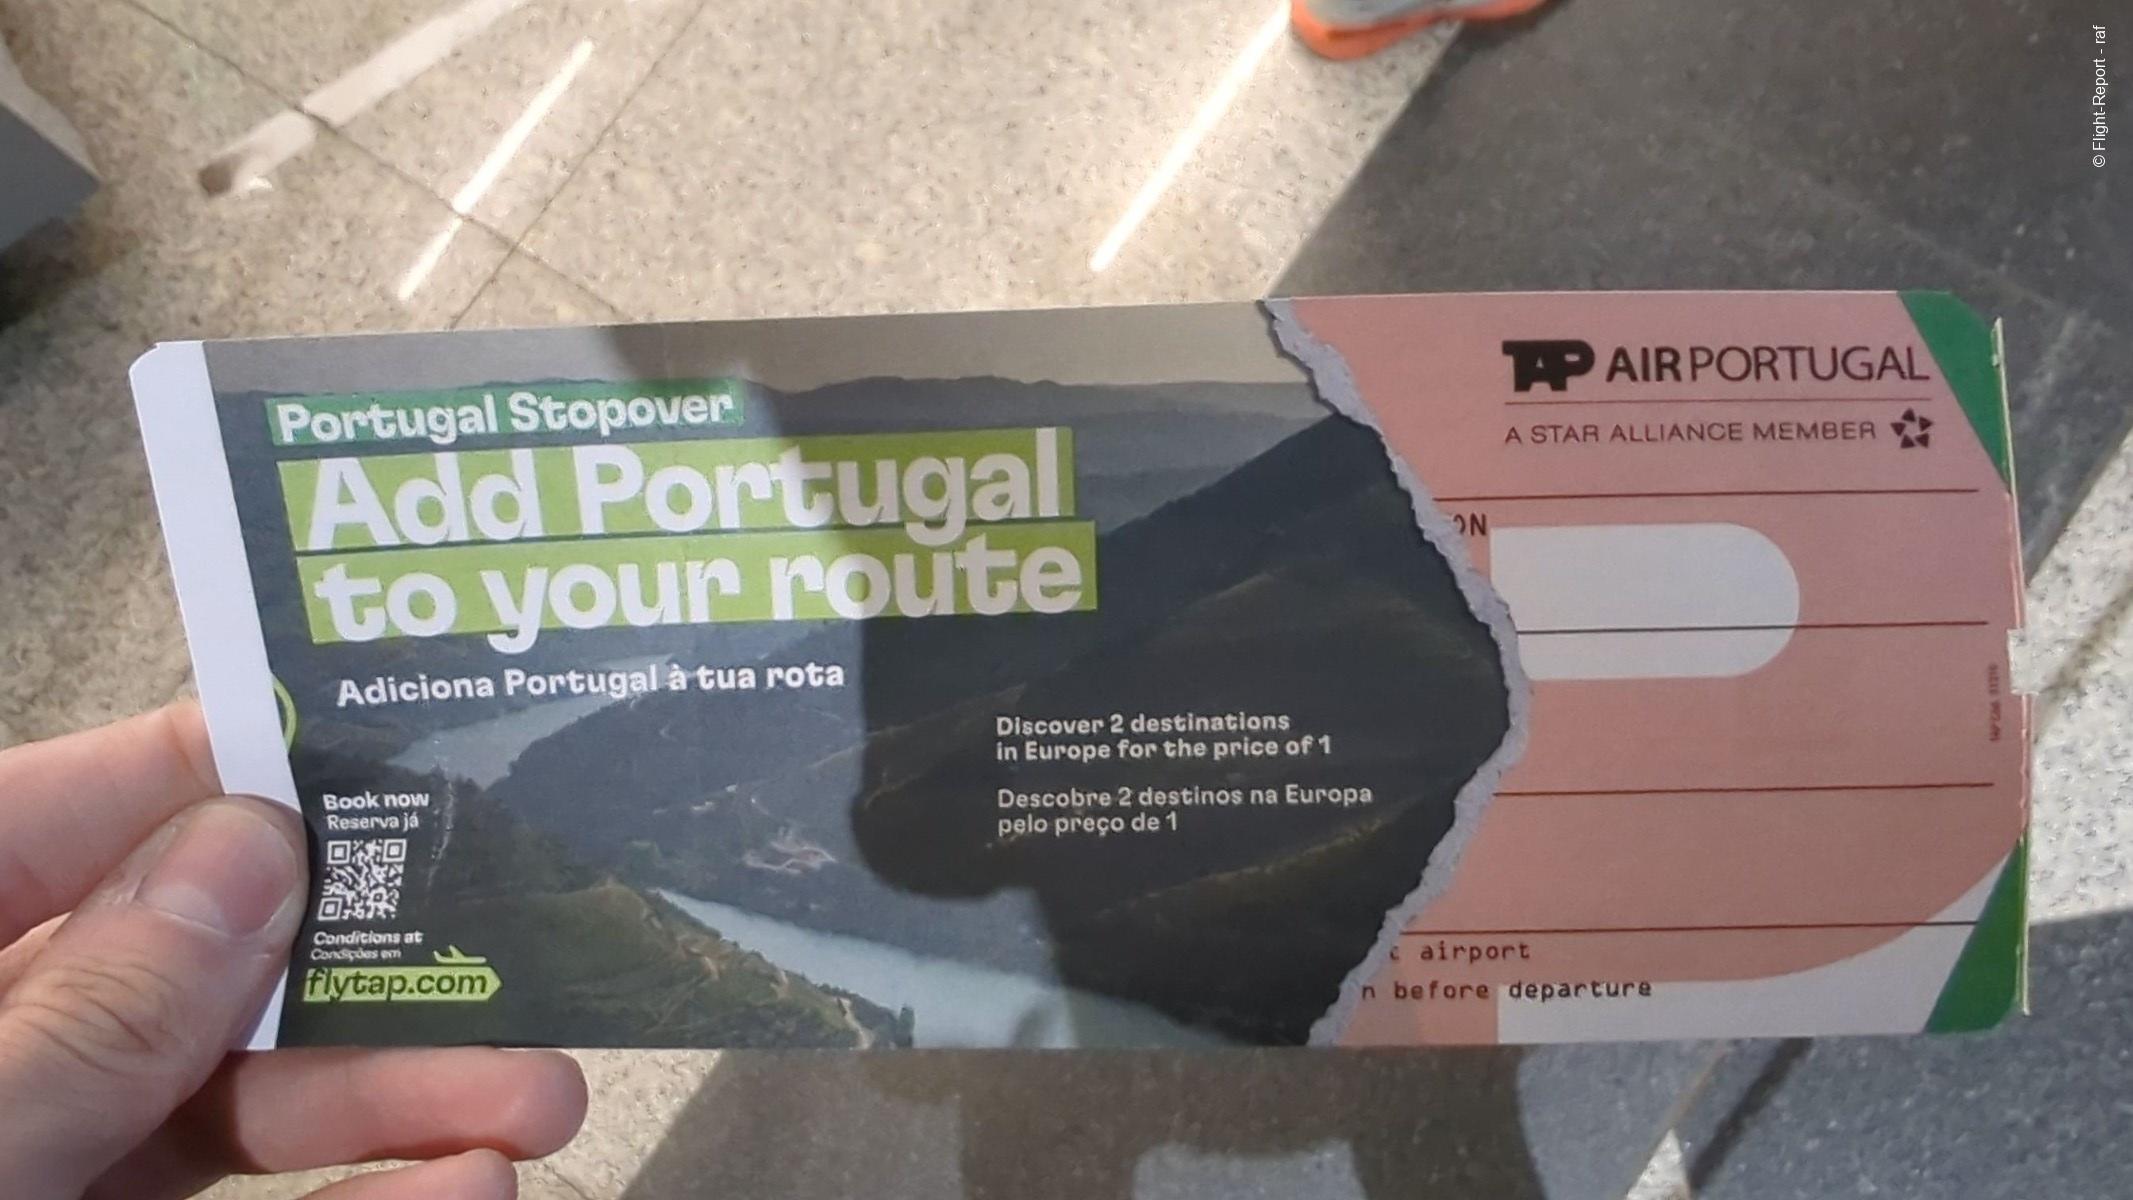 Portugal Stopover
Add Portugal
to your route
Adiciona Portugal à tua rota
Discover 2 destinations
in Europe for the price of 1
Descobre 2 destinos na Europa
pelo preço de 1
Book now
Reserva já
Conditions at
Condições em
flytap.com
TAP AIRPORTUGAL
A STAR ALLIANCE MEMBER
ON
airport
n before departure
© Flight-Report - raf